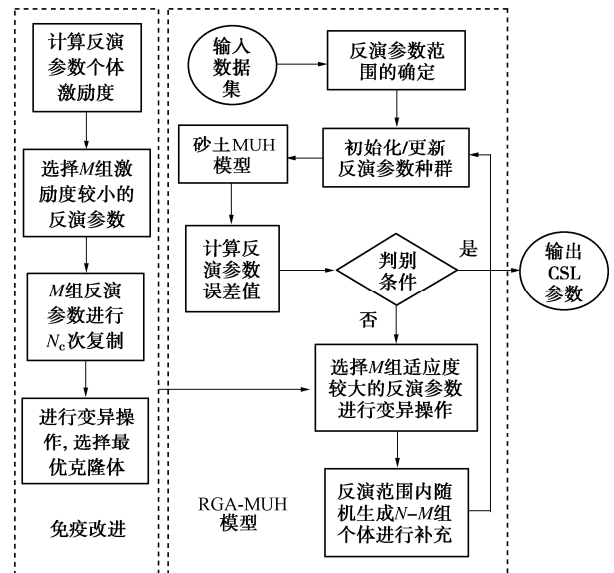 计算反演
参数个体
激励度
选择M组激
励度较小的
反演参数
M组反演
参数进行
Nc次复制
进行变异操
作,选择最
优克隆体
免疫改进
输入
数据
集
反演参数范
围的确定
初始化/更新
反演参数种群
砂土MUH
模型
计算反
演参数
误差值
判别
条件
是
否
输出
CSL
参数
选择M组适应度
较大的反演参数
进行变异操作
反演范围内随
机生成N-M组
个体进行补充
RGA-MUH
模型